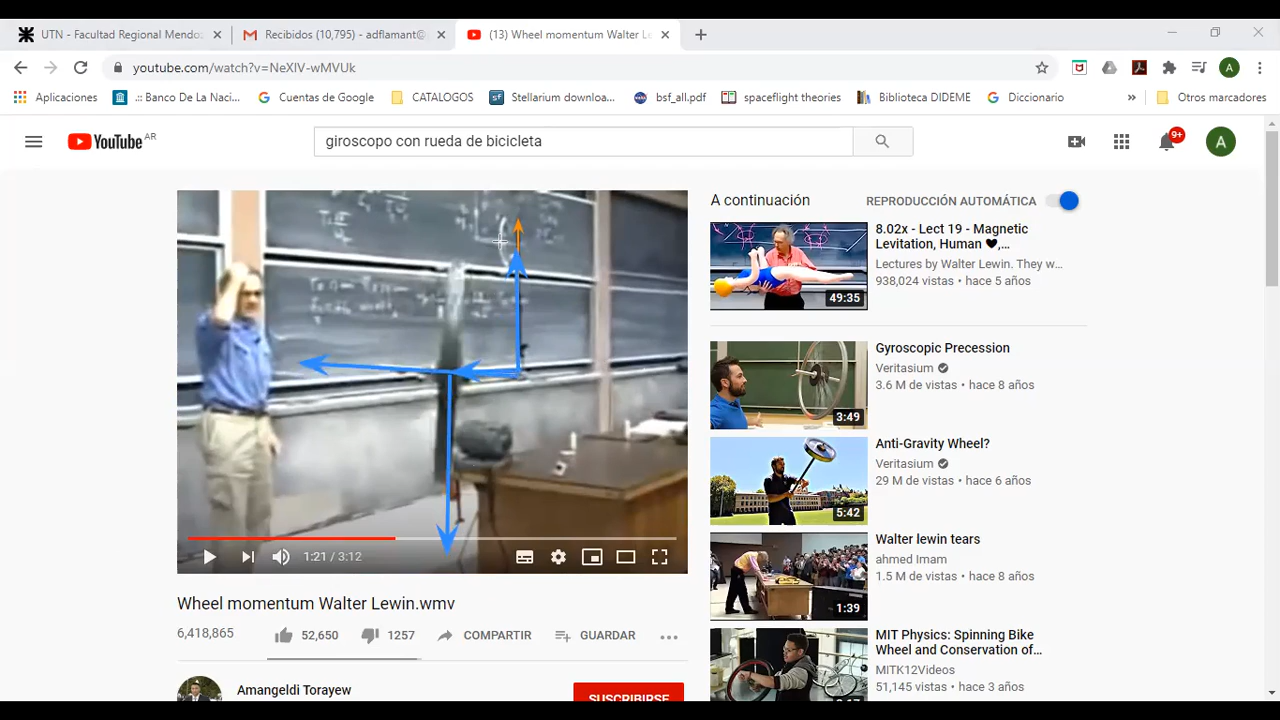 UTN - Facultad Regional Mendo
Recibidos (10,795) - adflamant@
(13) Wheel momentum Walter Le
youtube.com/watch?v=NeXIV-wMVUk
Aplicaciones
.:: Banco De La Naci...
Cuentas de Google
CATALOGOS
Stellarium downloa...
bsf_all.pdf
spaceflight theories
Biblioteca DIDEME
Diccionario
»
Otros marcadores
YouTube AR
giroscopo con rueda de bicicleta
9+
A
A continuación
REPRODUCCIÓN AUTOMÁTICA
8.02x - Lect 19 - Magnetic
Levitation, Human ♥,...
Lectures by Walter Lewin. They w...
938,024 vistas • hace 5 años
49:35
Gyroscopic Precession
Veritasium
3.6 M de vistas • hace 8 años
3:49
Anti-Gravity Wheel?
Veritasium
29 M de vistas • hace 6 años
5:42
Walter lewin tears
ahmed Imam
1.5 M de vistas • hace 8 años
1:39
MIT Physics: Spinning Bike
Wheel and Conservation of...
MITK12Videos
51,145 vistas • hace 3 años
1:21 / 3:12
Wheel momentum Walter Lewin.wmv
6,418,865
52,650
1257
COMPARTIR
GUARDAR
Amangeldi Torayew
SUSCRIBIRSE